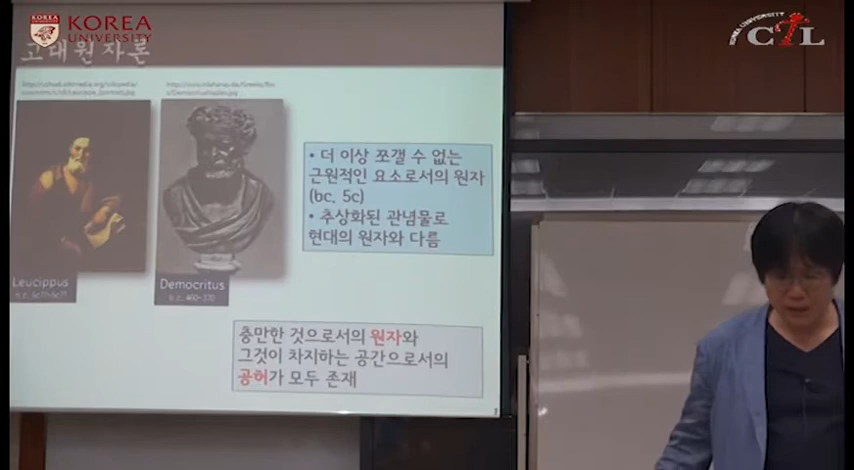 KOREA
UNIVERSITY
KOREA UNIVERSITY
CTL
고대원자론
Leucippus
Democritus
b.c. 460-370
• 더 이상 쪼갤 수 없는
근원적인 요소로서의 원자
(bc. 5c)
• 추상화된 관념물로
현대의 원자와 다름
충만한 것으로서의 원자와
그것이 차지하는 공간으로서의
공허가 모두 존재